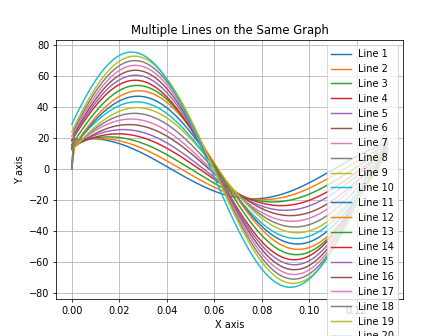 Multiple Lines on the Same Graph
80
60
40
20
0
−20
−40
−60
−80
Y axis
0.00
0.02
0.04
0.06
0.08
0.10
X axis
Line 1
Line 2
Line 3
Line 4
Line 5
Line 6
Line 7
Line 8
Line 9
Line 10
Line 11
Line 12
Line 13
Line 14
Line 15
Line 16
Line 17
Line 18
Line 19
Line 20